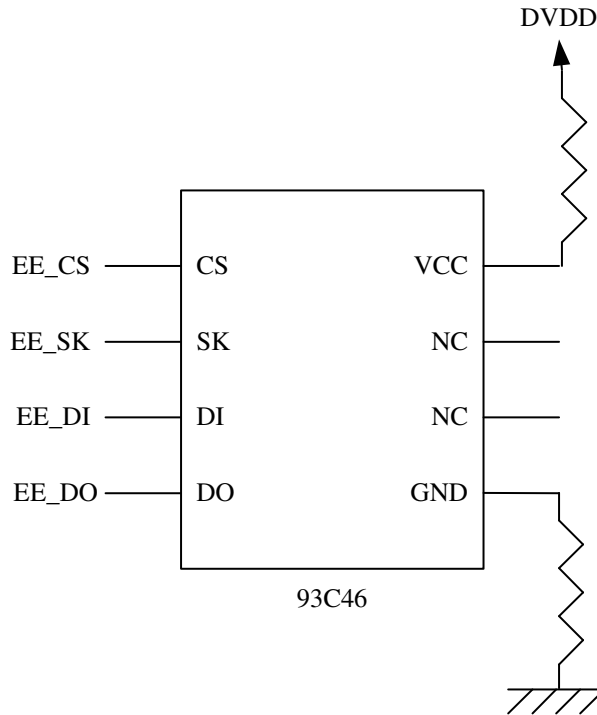 DVDD
EE_CS CS VCC
EE_SK SK NC
EE_DI DI NC
EE_DO DO GND
93C46